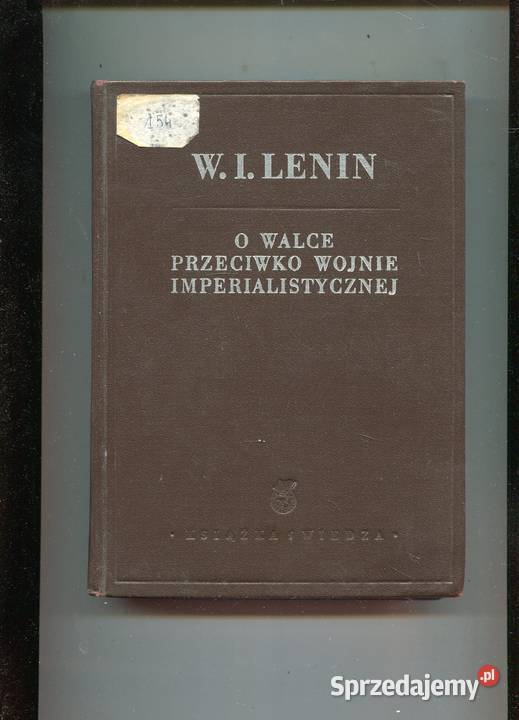 154
W. I. LENIN
O WALCE
PRZECIWKO WOJNIE
IMPERIALISTYCZNEJ
· KSIĄŻKA i WIEDZA ·
Sprzedajemy.pl